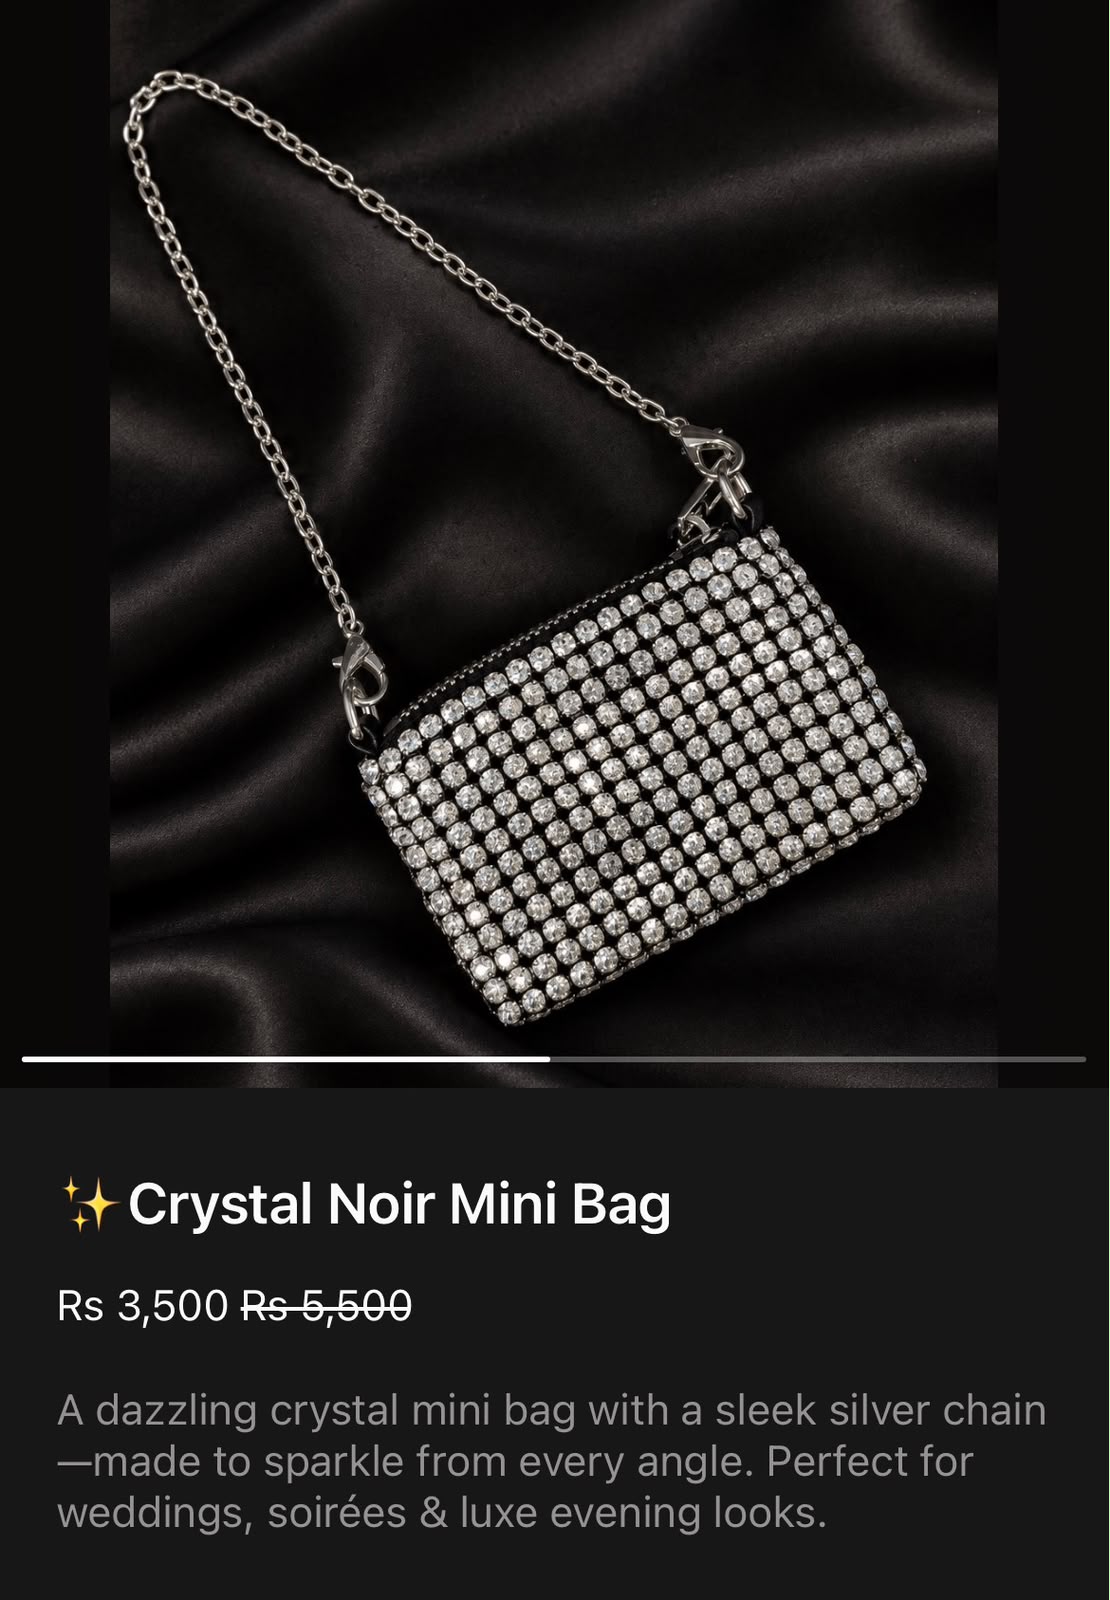 ✨Crystal Noir Mini Bag
Rs 3,500 Rs 5,500
A dazzling crystal mini bag with a sleek silver chain
—made to sparkle from every angle. Perfect for
weddings, soirées & luxe evening looks.